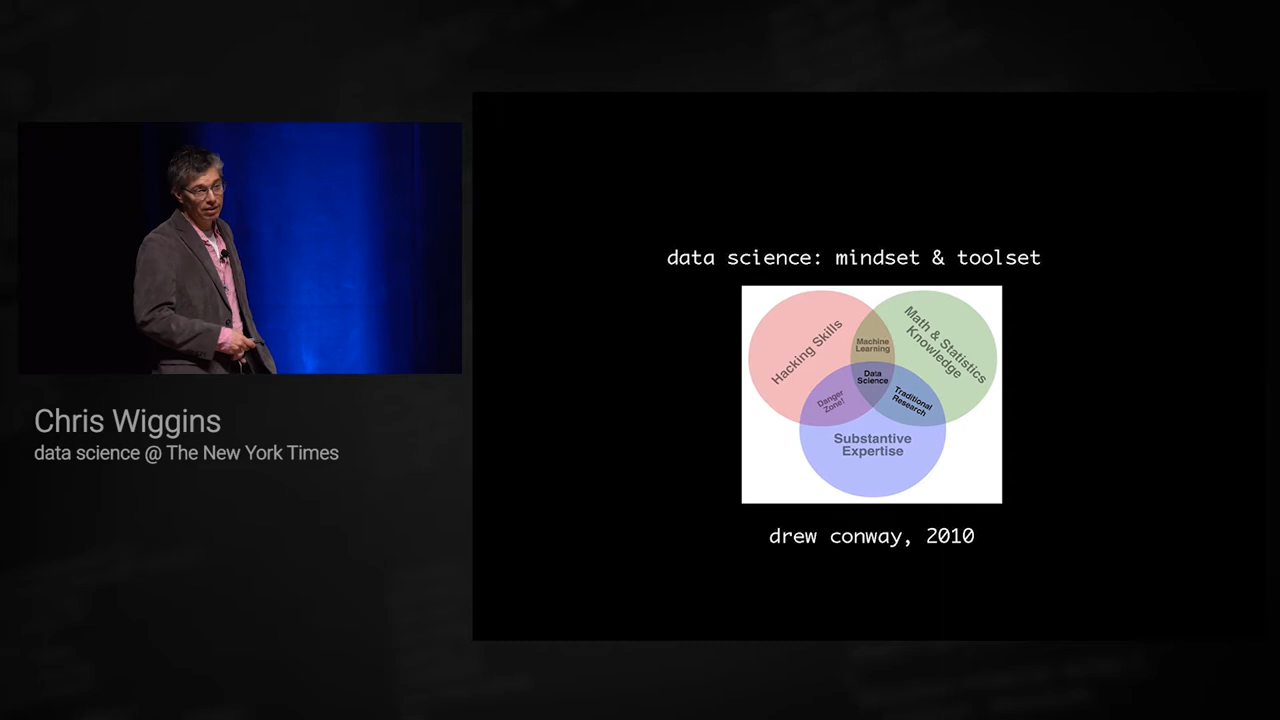 Chris Wiggins
data science @ The New York Times
data science: mindset & toolset
Hacking Skills
Math & Statistics
Knowledge
Machine
Learning
Data
Science
Danger
Zone!
Traditional
Research
Substantive
Expertise
drew conway, 2010